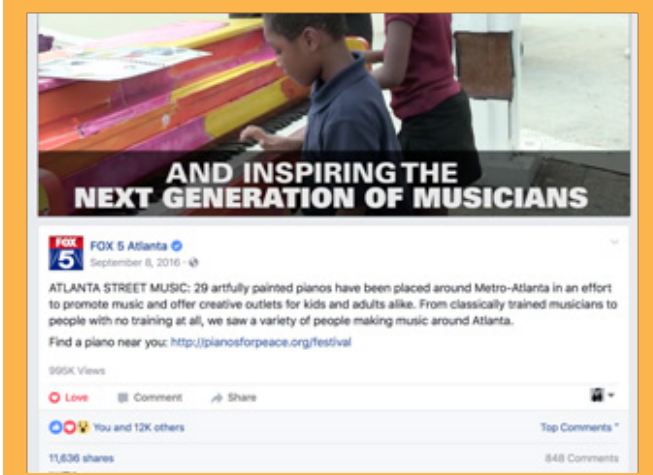 AND INSPIRING THE
NEXT GENERATION OF MUSICIANS
FOX
5
FOX 5 Atlanta
September 8, 2016 ·
ATLANTA STREET MUSIC: 29 artfully painted pianos have been placed around Metro-Atlanta in an effort
to promote music and offer creative outlets for kids and adults alike. From classically trained musicians to
people with no training at all, we saw a variety of people making music around Atlanta.
Find a piano near you: http://pianosforpeace.org/festival
995K Views
Love Comment Share
You and 12K others Top Comments
11,636 shares 848 Comments